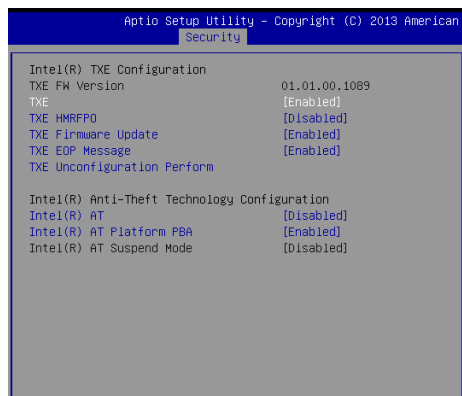 Aptio Setup Utility – Copyright (C) 2013 American
Security
Intel(R) TXE Configuration
TXE FW Version 01.01.00.1089
TXE [Enabled]
TXE HMRFPO [Disabled]
TXE Firmware Update [Enabled]
TXE EOP Message [Enabled]
TXE Unconfiguration Perform
Intel(R) Anti-Theft Technology Configuration
Intel(R) AT [Disabled]
Intel(R) AT Platform PBA [Enabled]
Intel(R) AT Suspend Mode [Disabled]